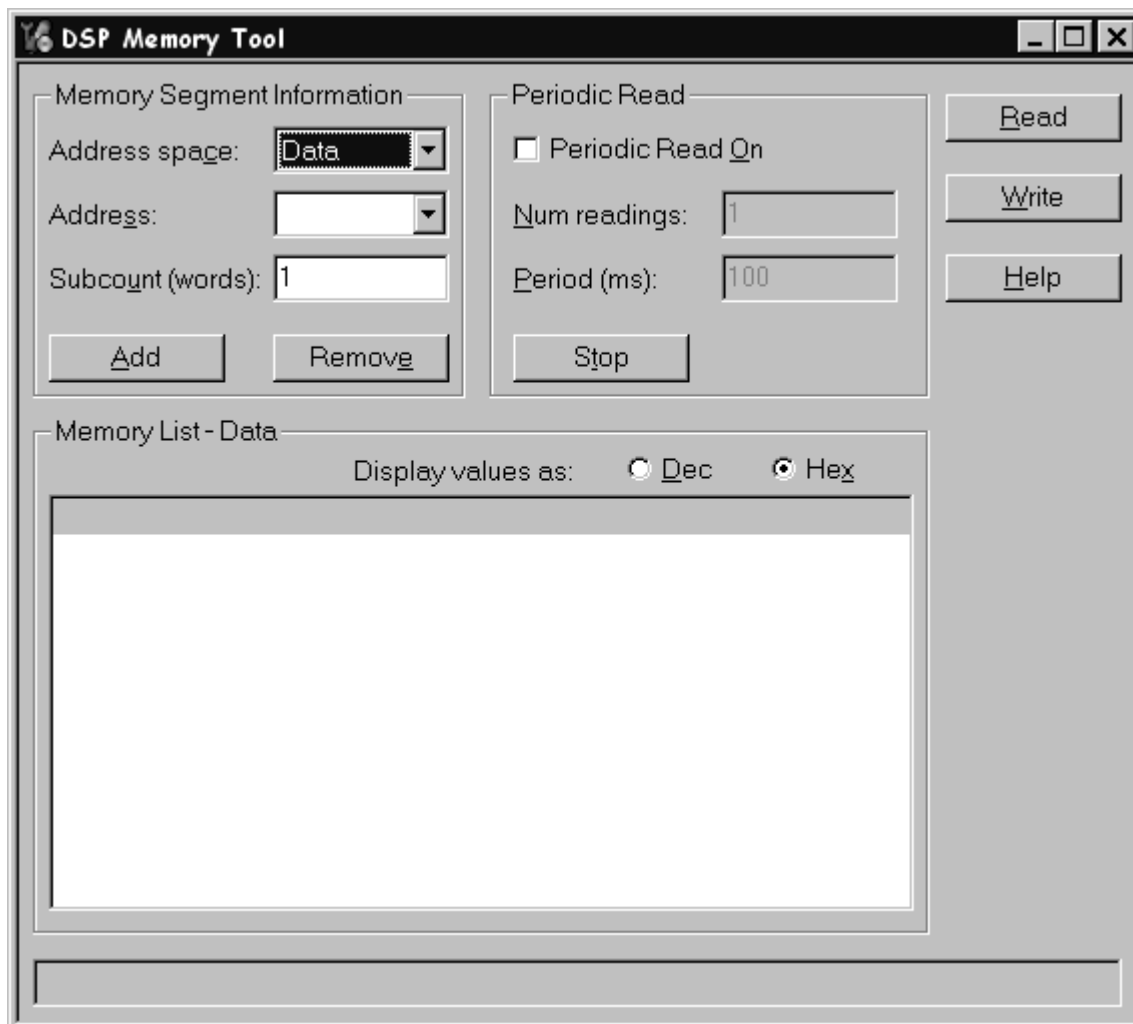 DSP Memory Tool
Memory Segment Information
Address space: Data
Address:
Subcount (words): 1
Add Remove
Periodic Read
Periodic Read On
Num readings: 1
Period (ms): 100
Stop
Read
Write
Help
Memory List - Data
Display values as: Dec Hex